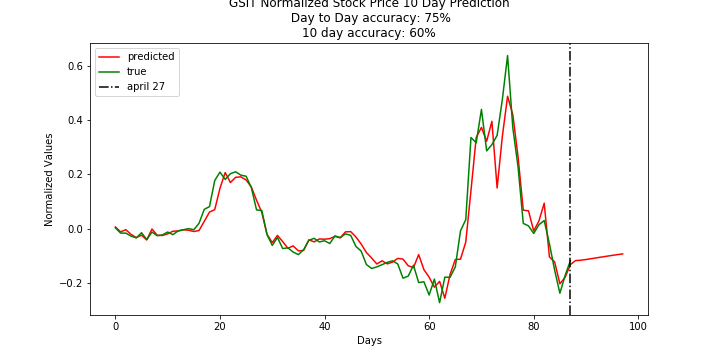 GSIT Normalized Stock Price 10 Day Prediction
Day to Day accuracy: 75%
10 day accuracy: 60%
predicted
true
april 27
Normalized Values
0.6
0.4
0.2
0.0
−0.2
0
20
40
60
80
100
Days